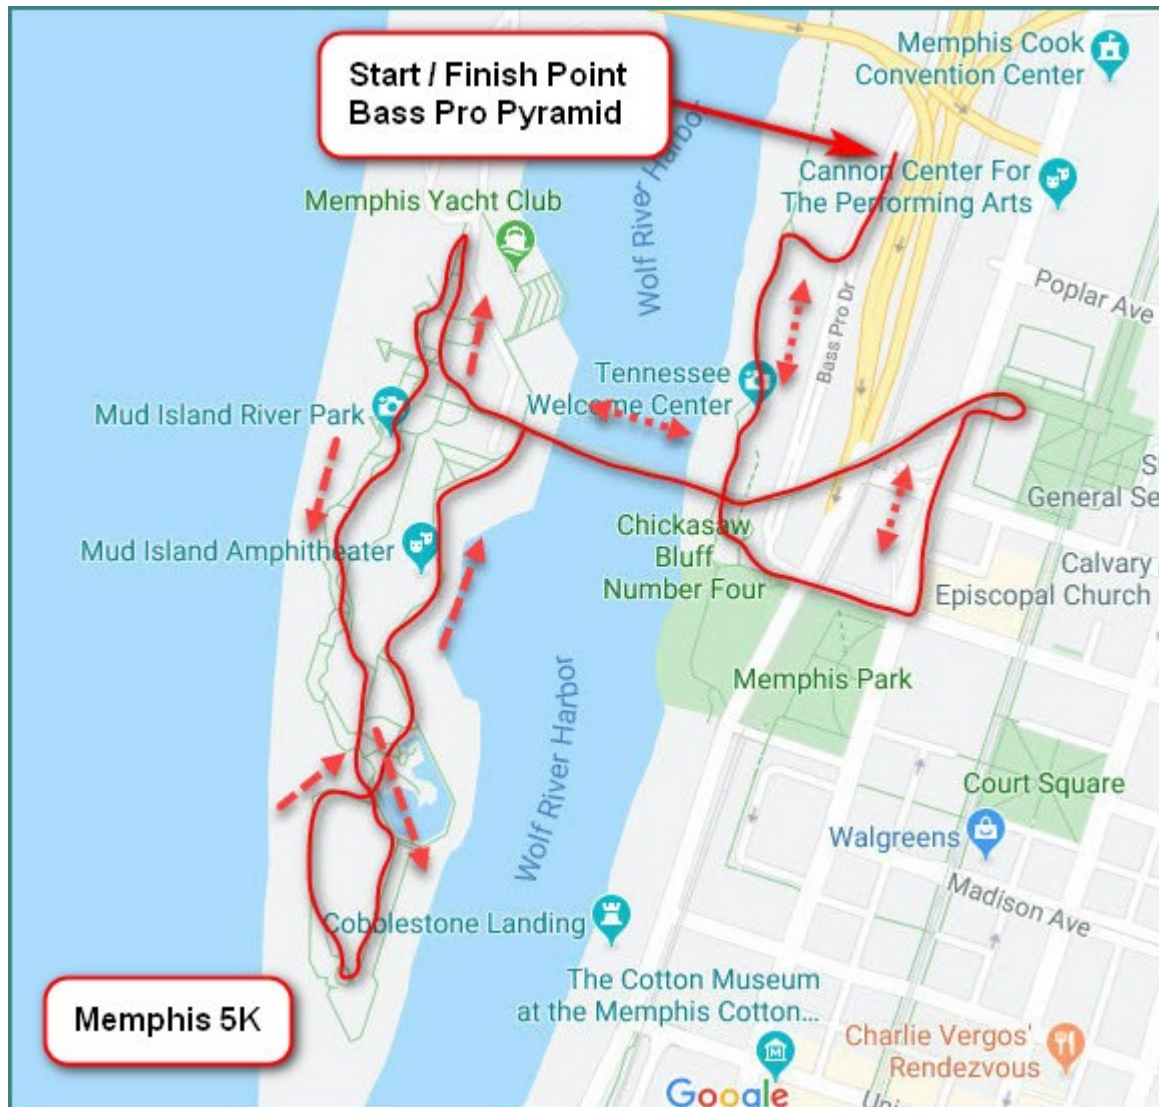 Start / Finish Point
Bass Pro Pyramid
Memphis Cook
Convention Center
Cannon Center For
The Performing Arts
Memphis Yacht Club
Wolf River Harbor
Poplar Ave
Bass Pro Dr
Tennessee
Welcome Center
Mud Island River Park
General Se
Chickasaw
Bluff
Number Four
Mud Island Amphitheater
Calvary
Episcopal Church
Memphis Park
Wolf River Harbor
Court Square
Walgreens
Madison Ave
Cobblestone Landing
The Cotton Museum
at the Memphis Cotton...
Memphis 5K
Charlie Vergos'
Rendezvous
Google